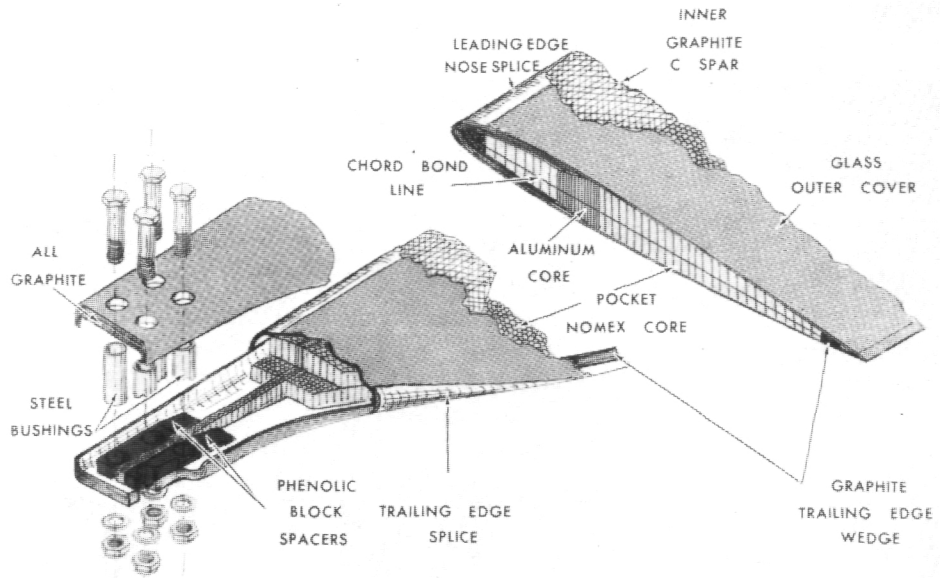 INNER
GRAPHITE
C SPAR
LEADING EDGE
NOSE SPLICE
CHORD BOND
LINE
GLASS
OUTER COVER
ALL
GRAPHITE
ALUMINUM
CORE
POCKET
NOMEX CORE
STEEL
BUSHINGS
PHENOLIC
BLOCK
SPACERS
TRAILING EDGE
SPLICE
GRAPHITE
TRAILING EDGE
WEDGE